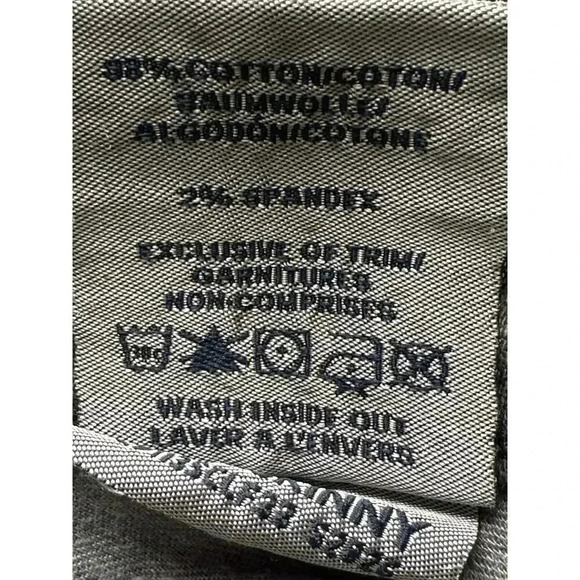 98% COTTON/COTON/
BAUMWOLLE/
ALGODÓN/COTONE
2% SPANDEX
EXCLUSIVE OF TRIM/
GARNITURES
NON-COMPRISES
30C
WASH INSIDE OUT
LAVER A L'ENVERS